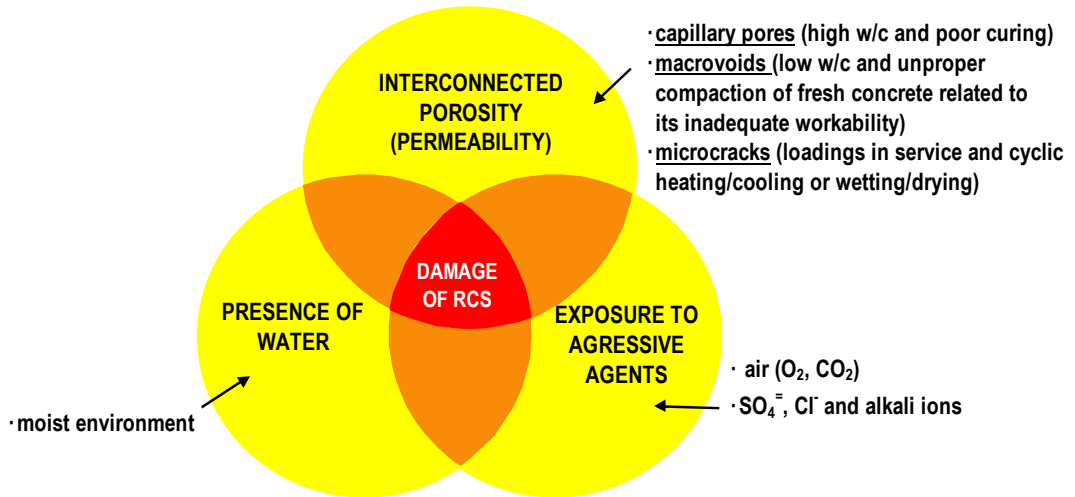 INTERCONNECTED
POROSITY
(PERMEABILITY)
·capillary pores (high w/c and poor curing)
·macrovoids (low w/c and unproper
compaction of fresh concrete related to
its inadequate workability)
·microcracks (loadings in service and cyclic
heating/cooling or wetting/drying)
DAMAGE
OF RCS
PRESENCE OF
WATER
·moist environment
EXPOSURE TO
AGRESSIVE
AGENTS
· air (O₂, CO₂)
·SO₄⁼, Cl⁻ and alkali ions